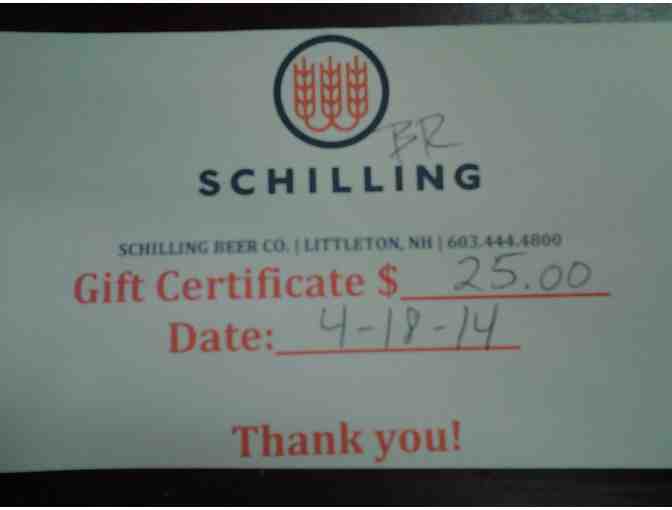 BR
SCHILLING
SCHILLING BEER CO. | LITTLETON, NH | 603.444.4800
Gift Certificate $ 25.00
Date: 4-18-14
Thank you!